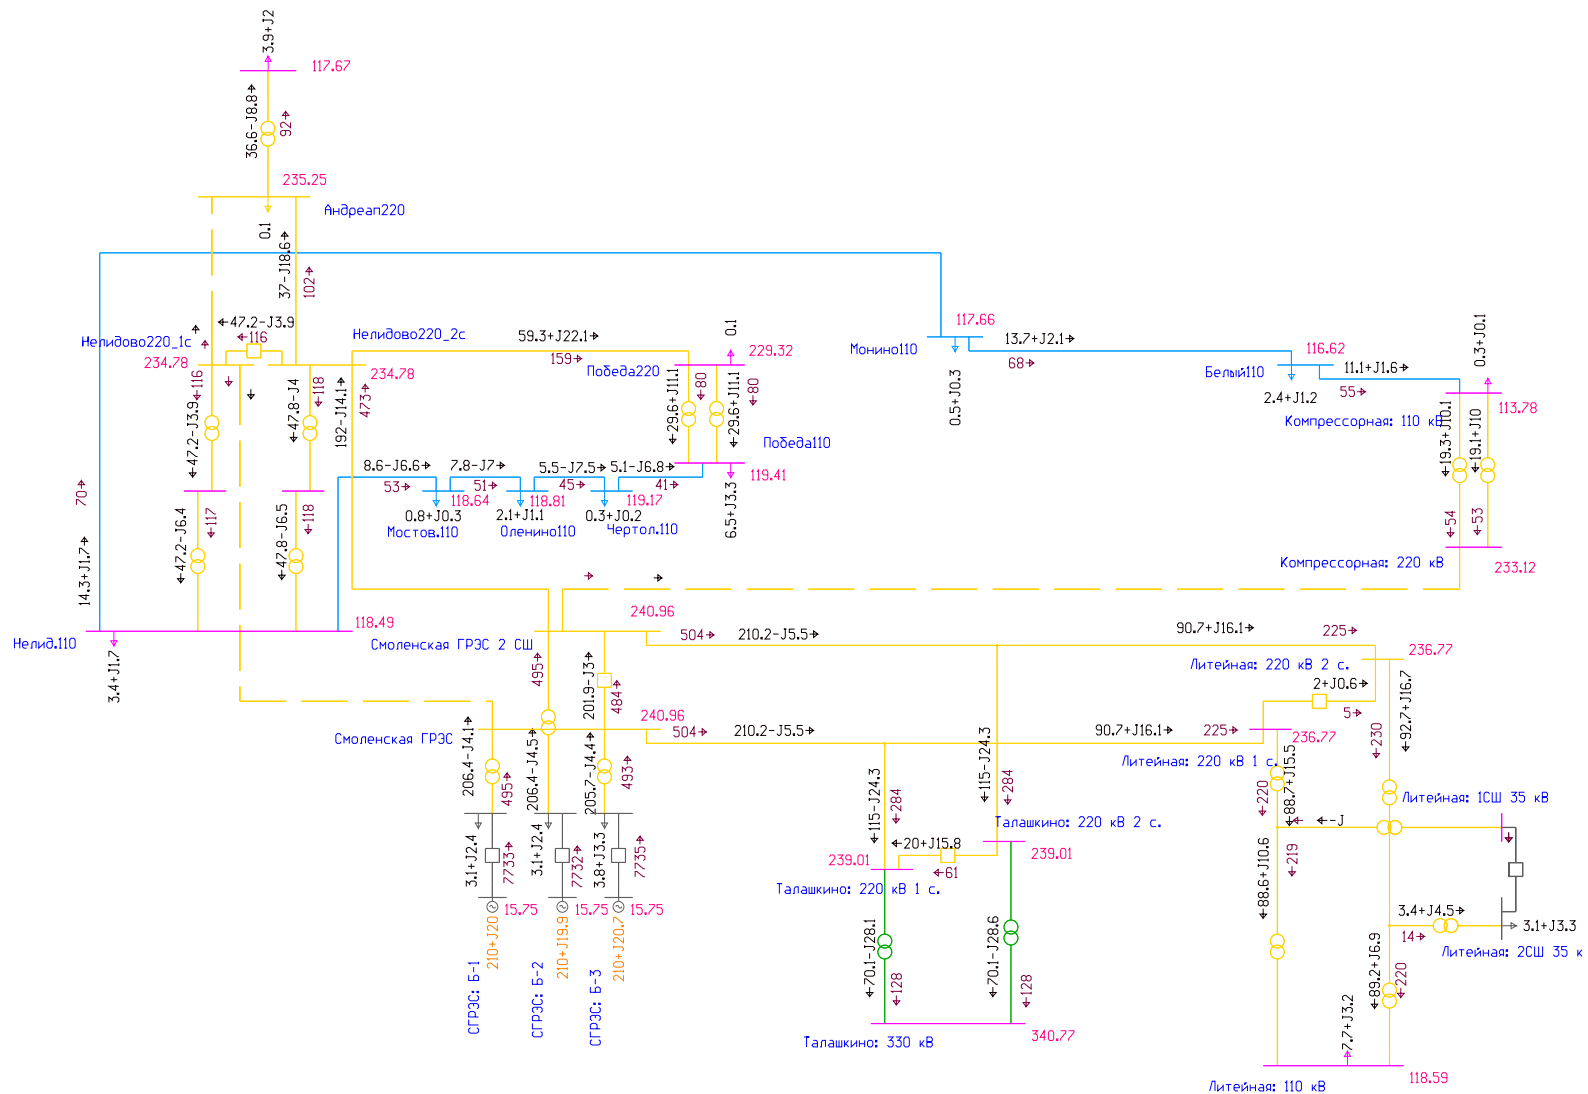 3.9+J2
117.67
36.6-J8.8
92
235.25
Андреап220
0.1
37-J18.6
102
47.2-J3.9
116
Нелидово220_1с
234.78
Нелидово220_2с
234.78
116
47.2-J3.9
47.8-J4
118
192-J14.1
473
59.3+J22.1
159
0.1
229.32
Победа220
80
29.6+J11.1
29.6+J11.1
80
Победа110
119.41
6.5+J3.3
117.66
Монино110
0.5+J0.3
13.7+J2.1
68
116.62
Белый110
2.4+J1.2
11.1+J1.6
55
0.3+J0.1
113.78
Компрессорная: 110 кВ
19.3+J10.1
19.1+J10
54
53
Компрессорная: 220 кВ
233.12
8.6-J6.6
53
7.8-J7
51
5.5-J7.5
45
5.1-J6.8
41
118.64
118.81
119.17
0.8+J0.3
2.1+J1.1
0.3+J0.2
Мостов.110
Оленино110
Чертол.110
70
14.3+J1.7
47.2-J6.4
117
47.8-J6.5
118
118.49
Нелид.110
3.4+J1.7
240.96
Смоленская ГРЭС 2 СШ
504
210.2-J5.5
90.7+J16.1
225
236.77
Литейная: 220 кВ 2 с.
495
201.9-J3
484
240.96
Смоленская ГРЭС
504
210.2-J5.5
90.7+J16.1
225
236.77
Литейная: 220 кВ 1 с.
2+J0.6
5
92.7+J16.7
230
206.4-J4.1
495
206.4-J4.5
205.7-J4.4
493
3.1+J2.4
7733
3.1+J2.4
7732
3.8+J3.3
7735
15.75
15.75
15.75
210+J20
210+J19.9
210+J20.7
СГРЭС: Б-1
СГРЭС: Б-2
СГРЭС: Б-3
115-J24.3
284
115-J24.3
284
Талашкино: 220 кВ 2 с.
239.01
20+J15.8
61
239.01
Талашкино: 220 кВ 1 с.
70.1-J28.1
128
70.1-J28.6
128
340.77
Талашкино: 330 кВ
220
88.7+J15.5
-J
219
88.6+J10.6
Литейная: 1СШ 35 кВ
3.4+J4.5
14
3.1+J3.3
Литейная: 2СШ 35 к
89.2+J6.9
220
7.7+J3.2
118.59
Литейная: 110 кВ